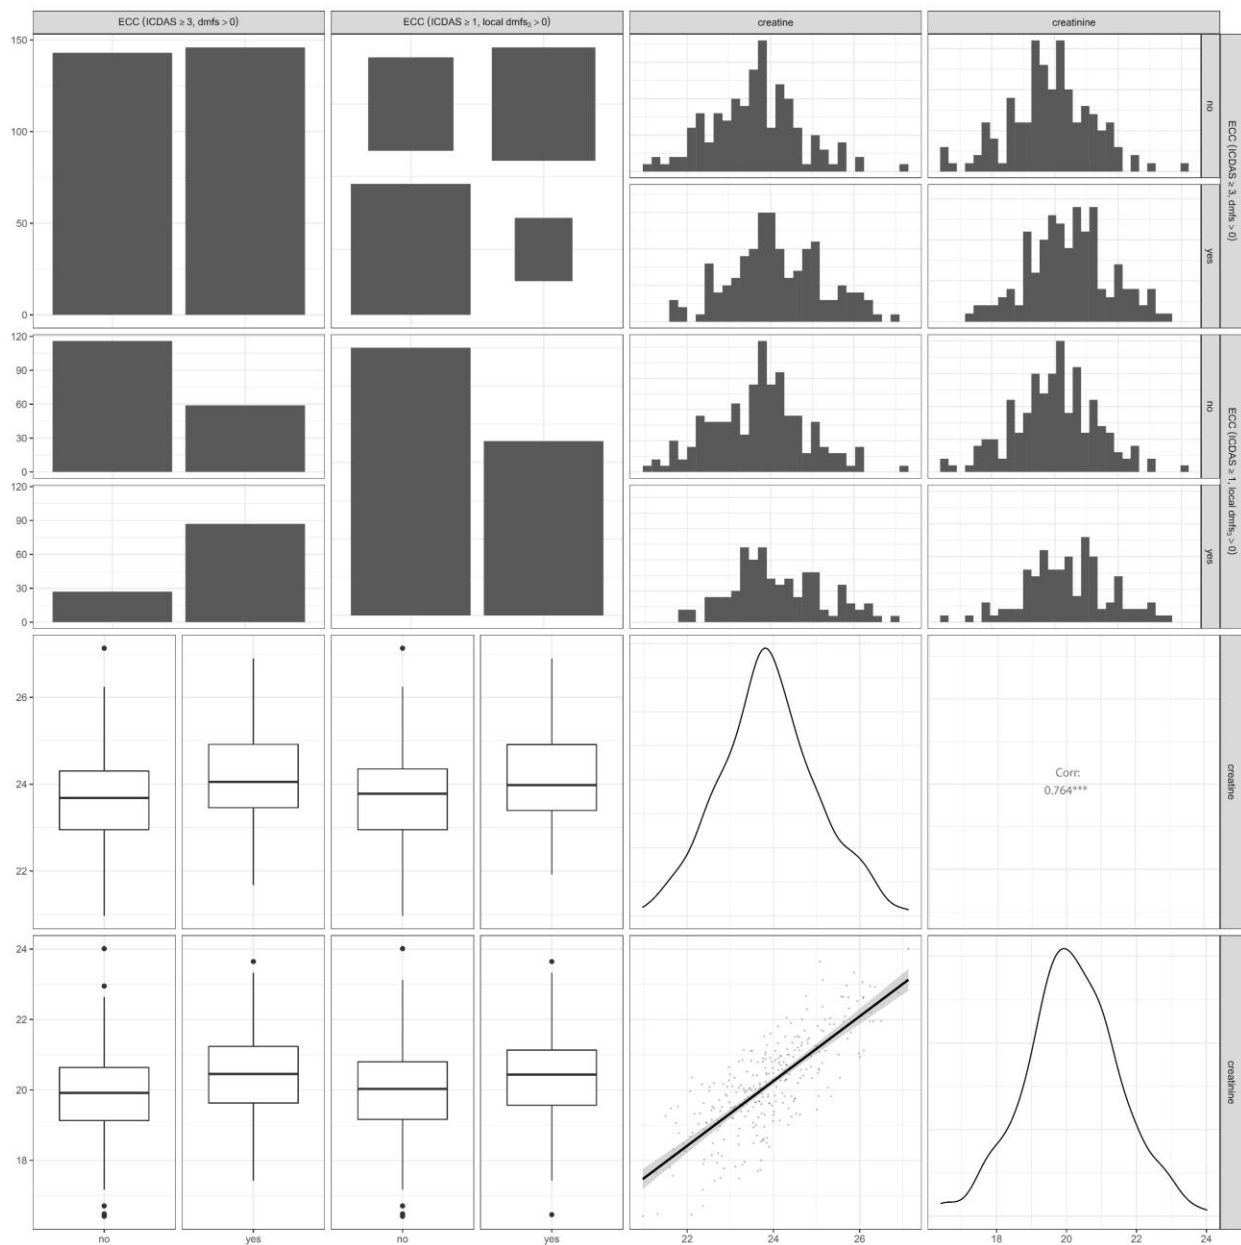 ECC (ICDAS ≥ 3, dmfs > 0)
ECC (ICDAS ≥ 1, local dmfs₃ > 0)
creatine
creatinine
150
100
50
0
no
yes
ECC (ICDAS ≥ 3, dmfs > 0)
120
90
60
30
0
no
120
90
60
30
0
yes
ECC (ICDAS ≥ 1, local dmfs₃ > 0)
26
24
22
Corr:
0.764***
creatine
24
22
20
18
creatinine
no
yes
no
yes
22
24
26
18
20
22
24